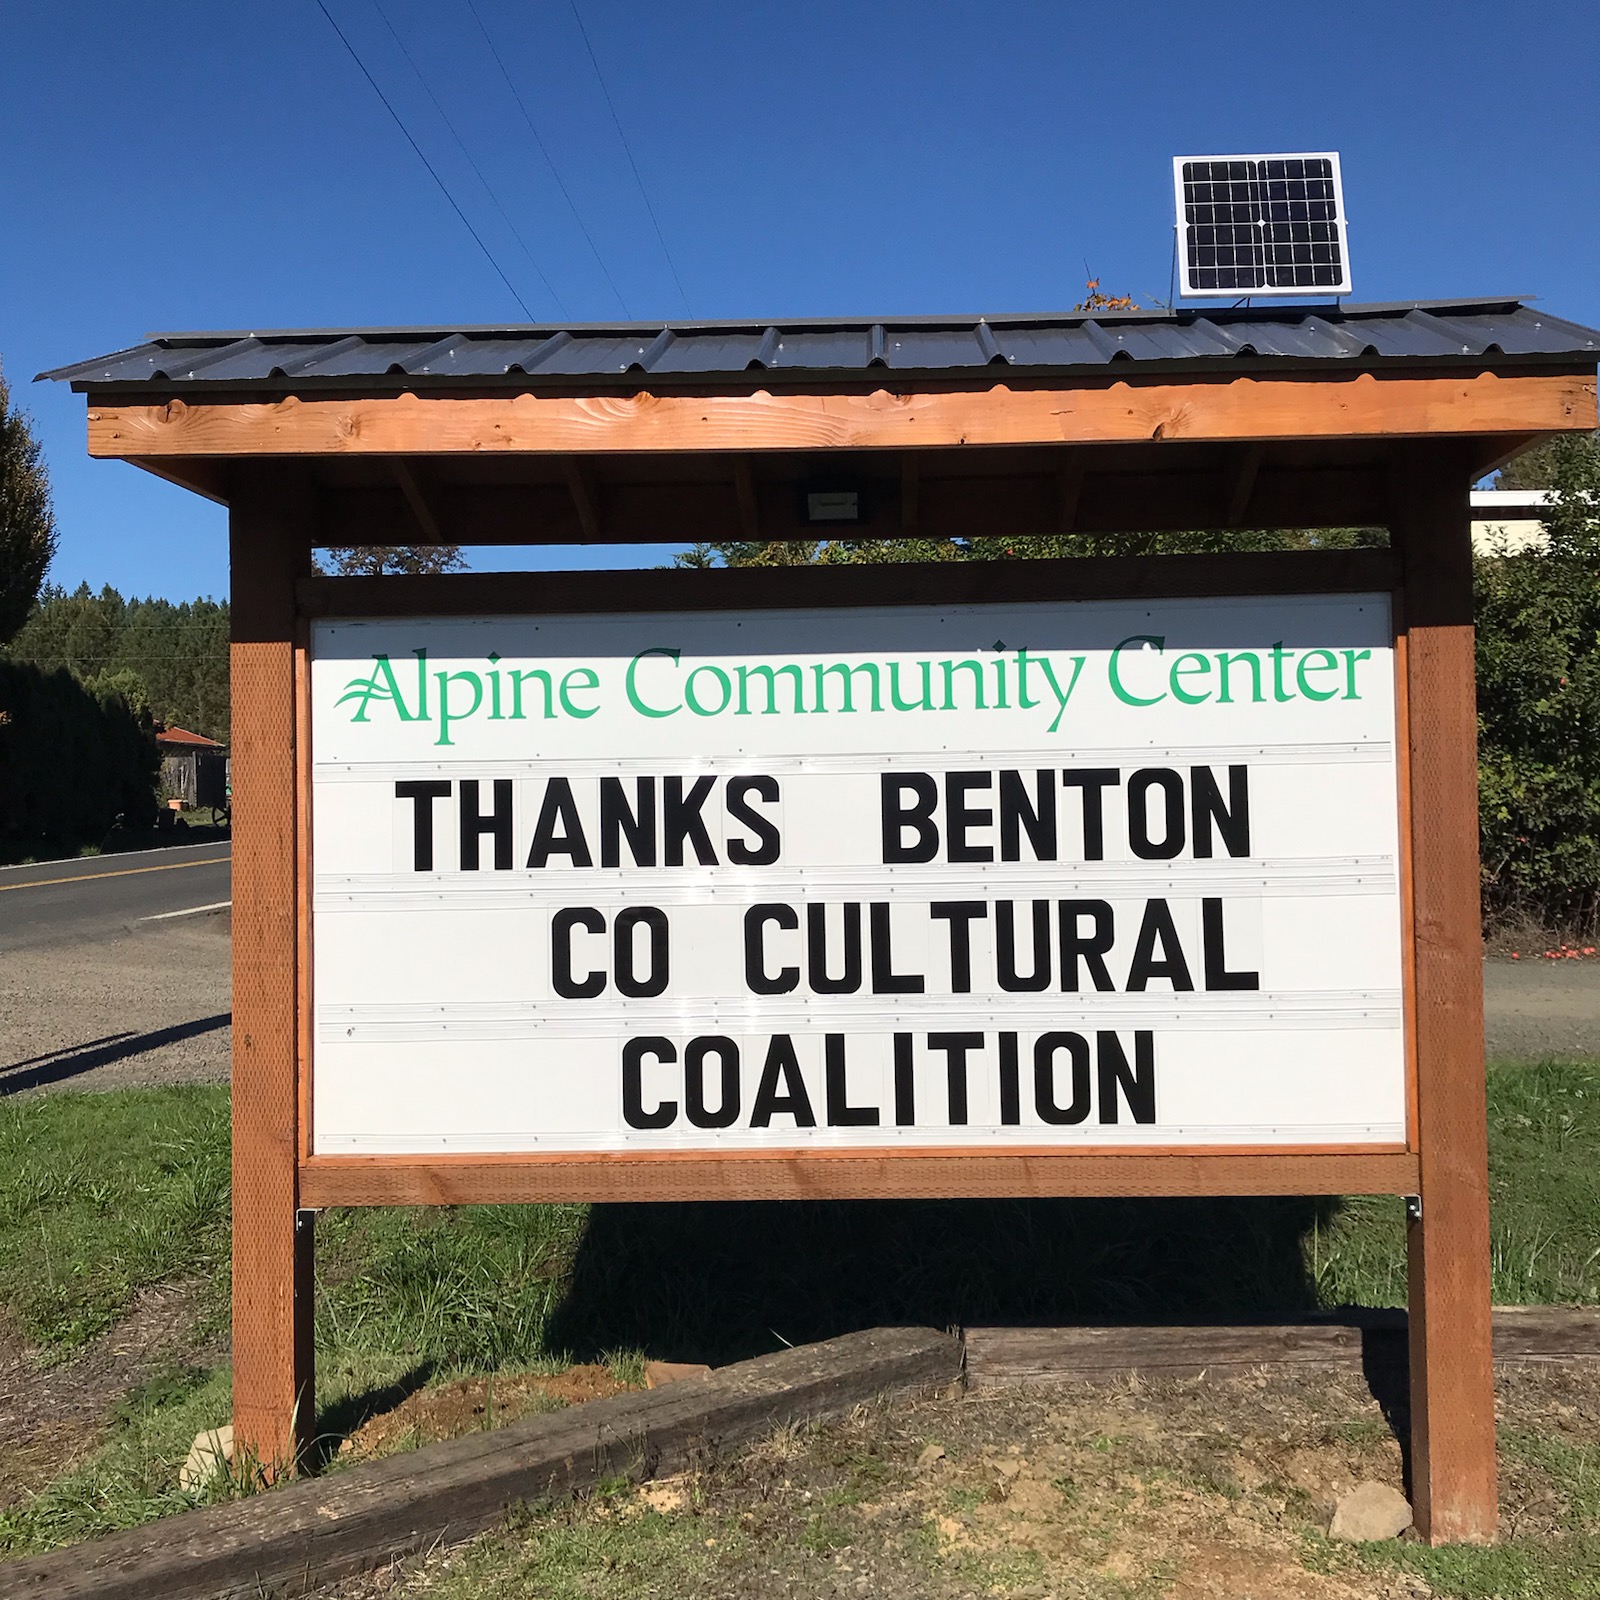 Alpine Community Center
THANKS BENTON
CO CULTURAL
COALITION